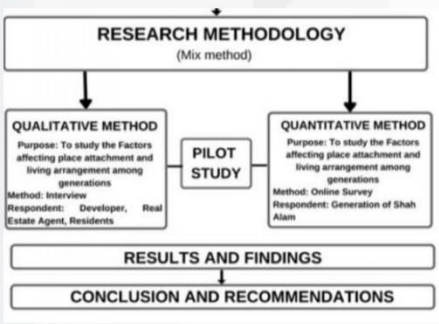 RESEARCH METHODOLOGY
(Mix method)
QUALITATIVE METHOD
Purpose: To study the Factors
affecting place attachment and
living arrangement among
generations
Method: Interview
Respondent: Developer, Real
Estate Agent, Residents
PILOT
STUDY
QUANTITATIVE METHOD
Purpose: To study the Factors
affecting place attachment and
living arrangement among
generations
Method: Online Survey
Respondent: Generation of Shah
Alam
RESULTS AND FINDINGS
CONCLUSION AND RECOMMENDATIONS